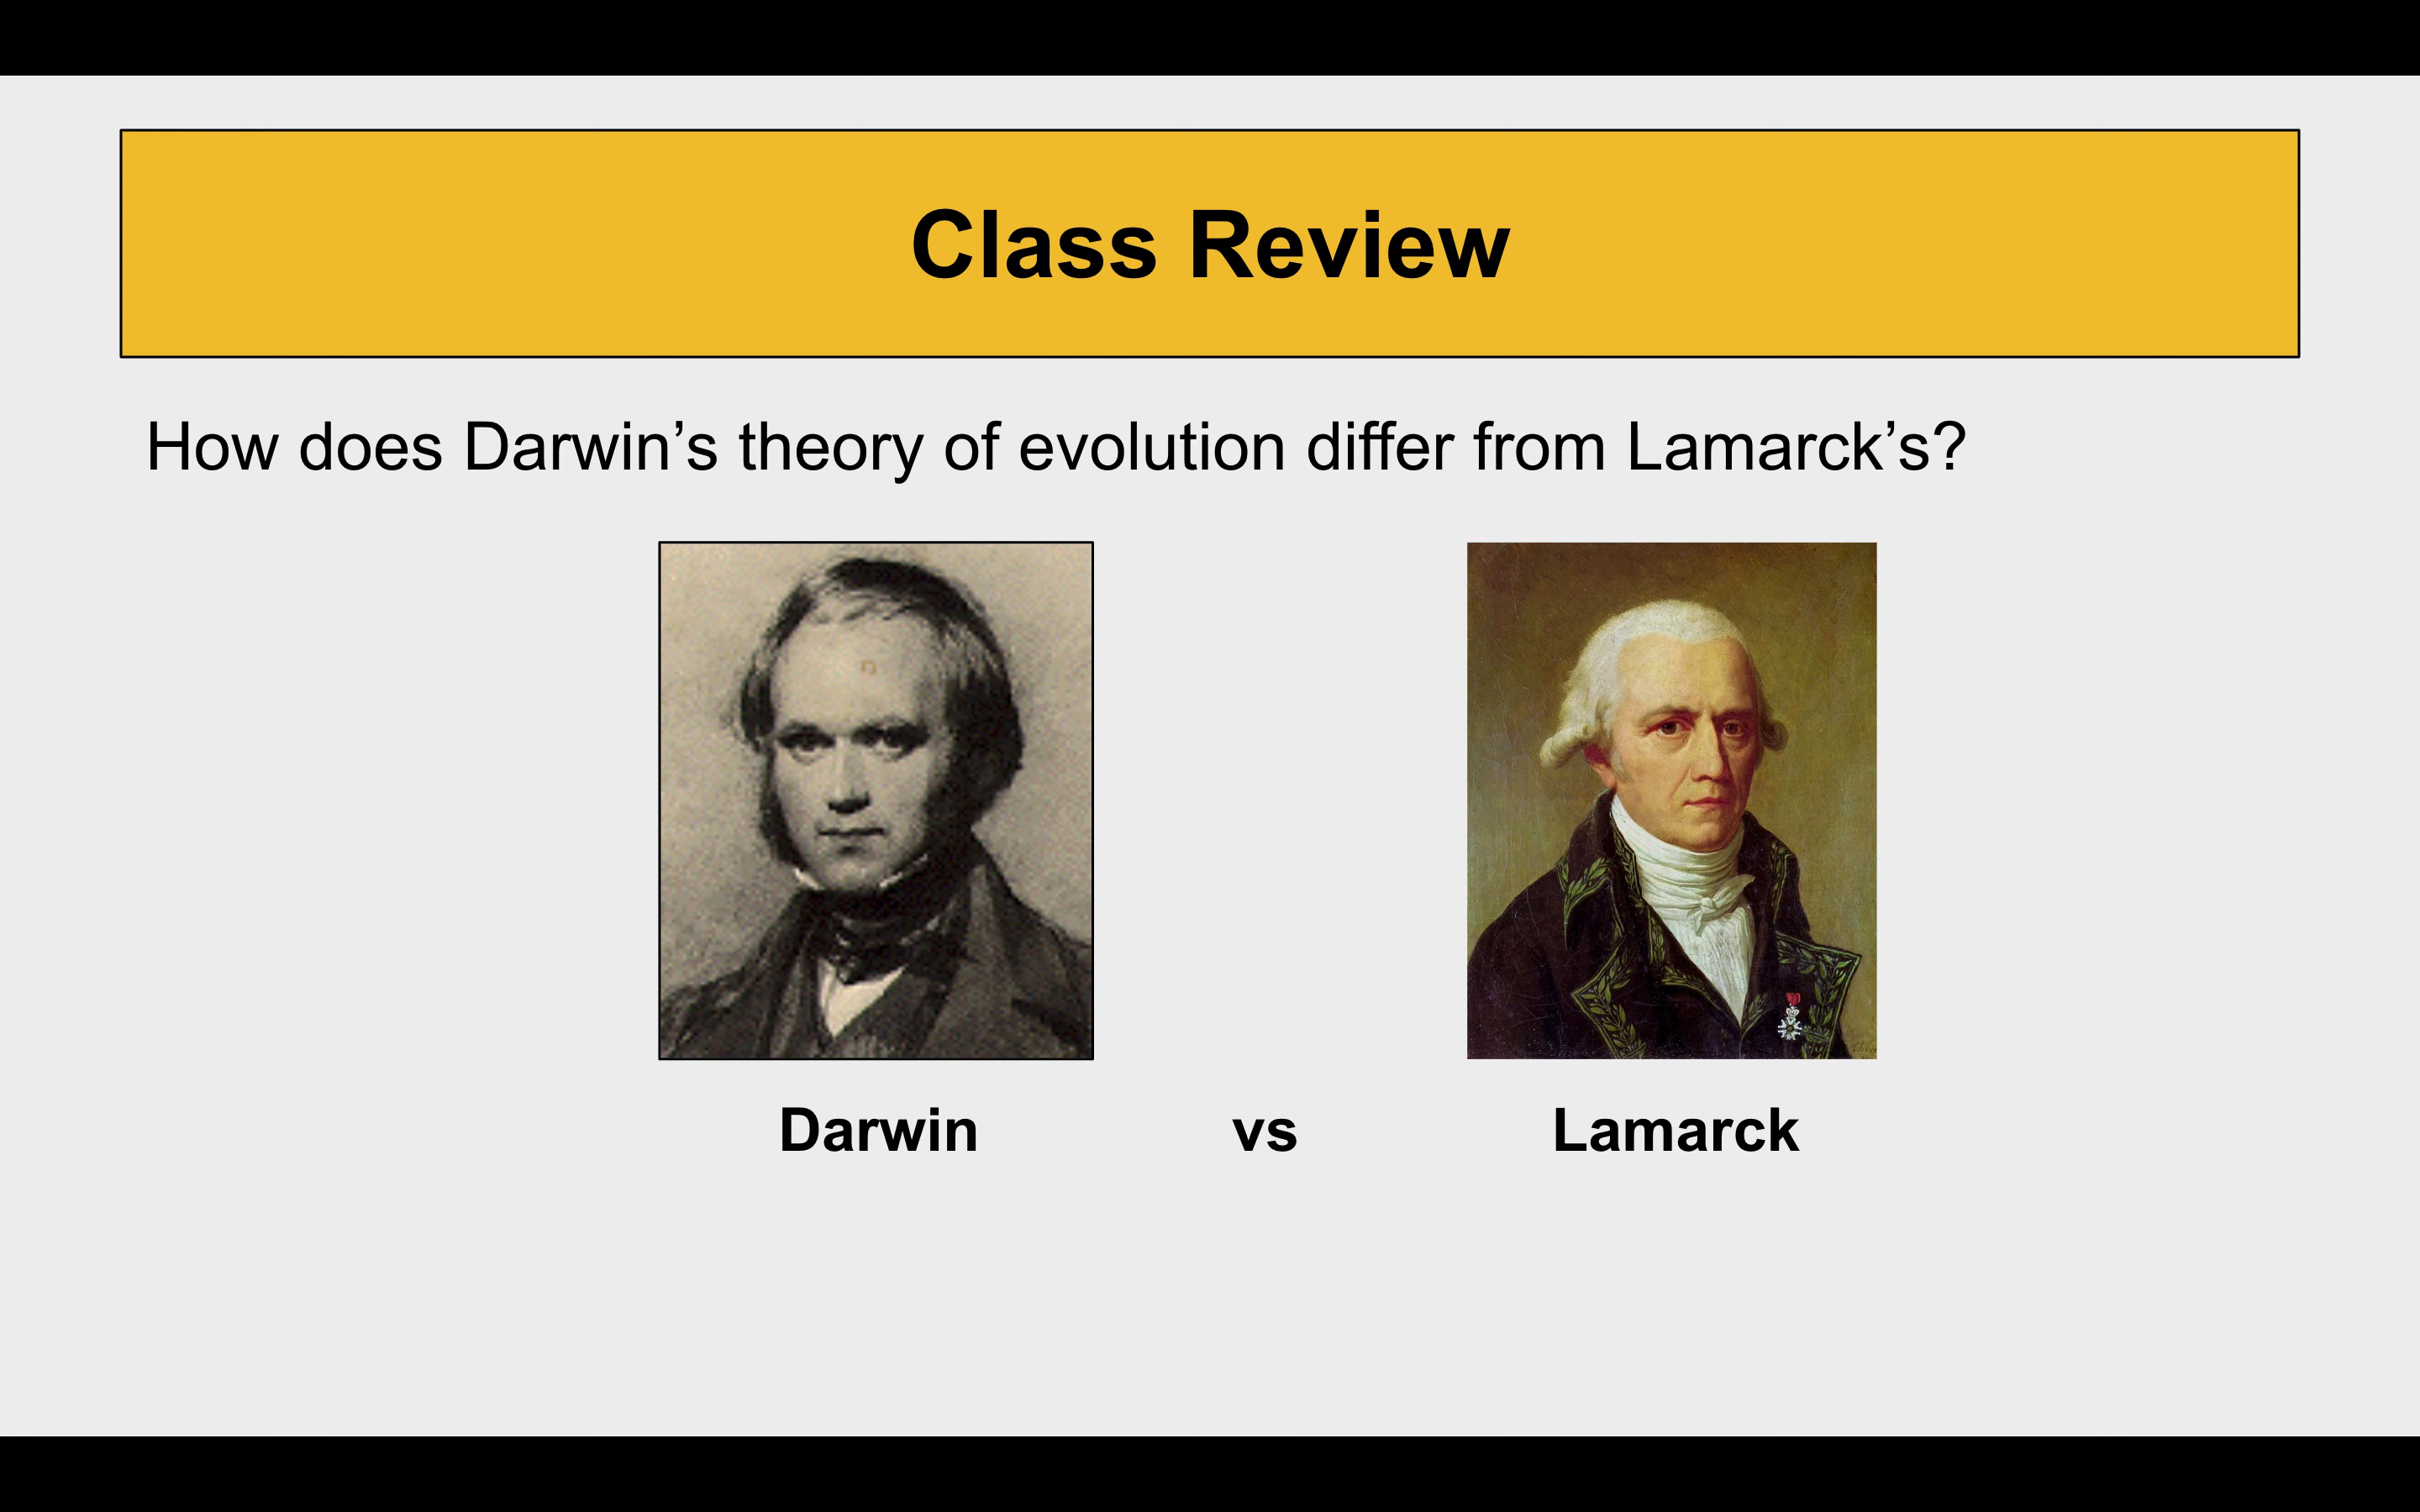 Class Review
How does Darwin’s theory of evolution differ from Lamarck’s?
Darwin vs Lamarck